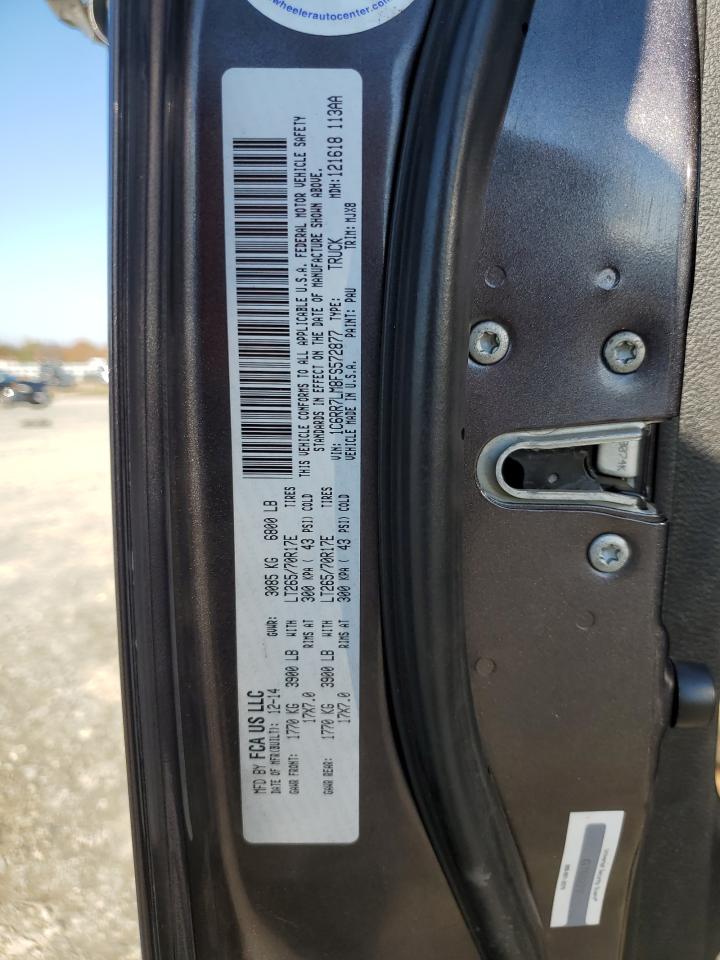 wheelerautocenter.com
MFD BY FCA US LLC
DATE OF MFR(BUILT): 12-14 GVWR: 3085 KG 6800 LB
GAWR FRONT: 1770 KG 3900 LB WITH LT265/70R17E TIRES
17X7.0 RIMS AT 300 KPA ( 43 PSI) COLD
GAWR REAR: 1770 KG 3900 LB WITH LT265/70R17E TIRES
17X7.0 RIMS AT 300 KPA ( 43 PSI) COLD
THIS VEHICLE CONFORMS TO ALL APPLICABLE U.S.A. FEDERAL MOTOR VEHICLE SAFETY
STANDARDS IN EFFECT ON THE DATE OF MANUFACTURE SHOWN ABOVE.
VIN: 1C6RR7LM8FS572877 TYPE: TRUCK MDH:121618 113AA
VEHICLE MADE IN U.S.A. PAINT: PAU TRIM: MJX8